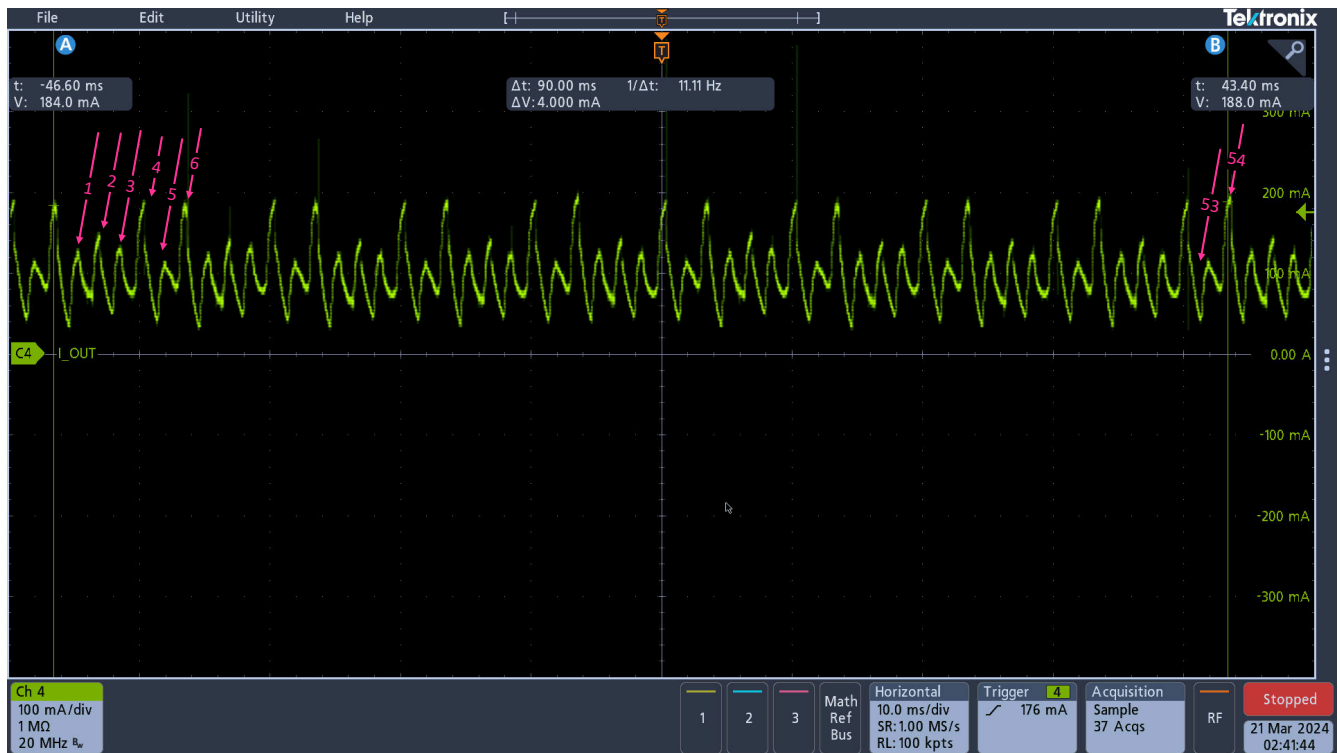 File Edit Utility Help
Tektronix
A
T
B
t: -46.60 ms
V: 184.0 mA
Δt: 90.00 ms 1/Δt: 11.11 Hz
ΔV: 4.000 mA
t: 43.40 ms
V: 188.0 mA
300 mA
1 2 3 4 5 6
53 54
200 mA
100 mA
C4 I_OUT 0.00 A
-100 mA
-200 mA
-300 mA
Ch 4
100 mA/div
1 MΩ
20 MHz Bw
1 2 3
Math
Ref
Bus
Horizontal
10.0 ms/div
SR: 1.00 MS/s
RL: 100 kpts
Trigger 4
176 mA
Acquisition
Sample
37 Acqs
RF
Stopped
21 Mar 2024
02:41:44